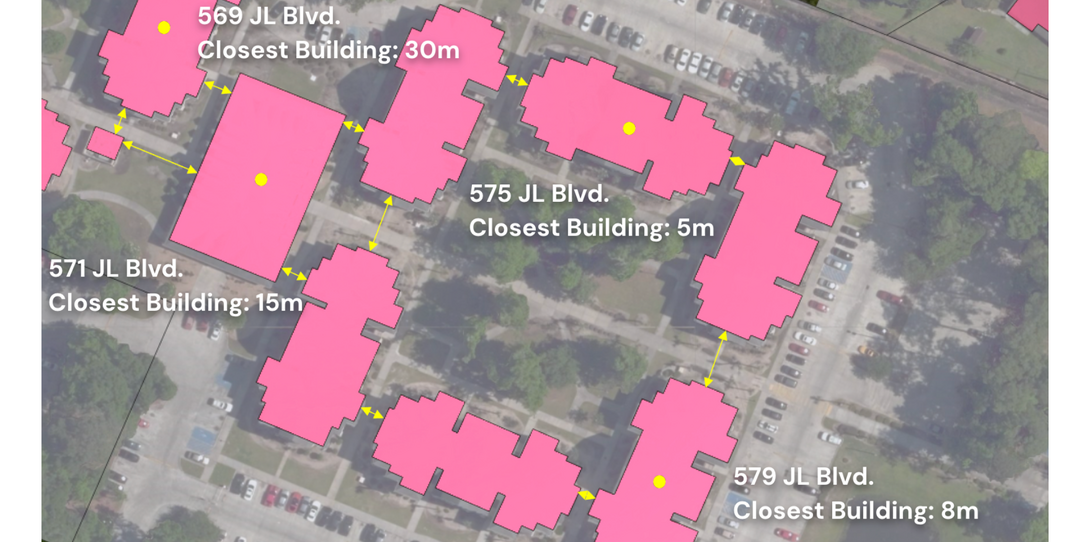 569 JL Blvd.
Closest Building: 30m
575 JL Blvd.
Closest Building: 5m
571 JL Blvd.
Closest Building: 15m
579 JL Blvd.
Closest Building: 8m